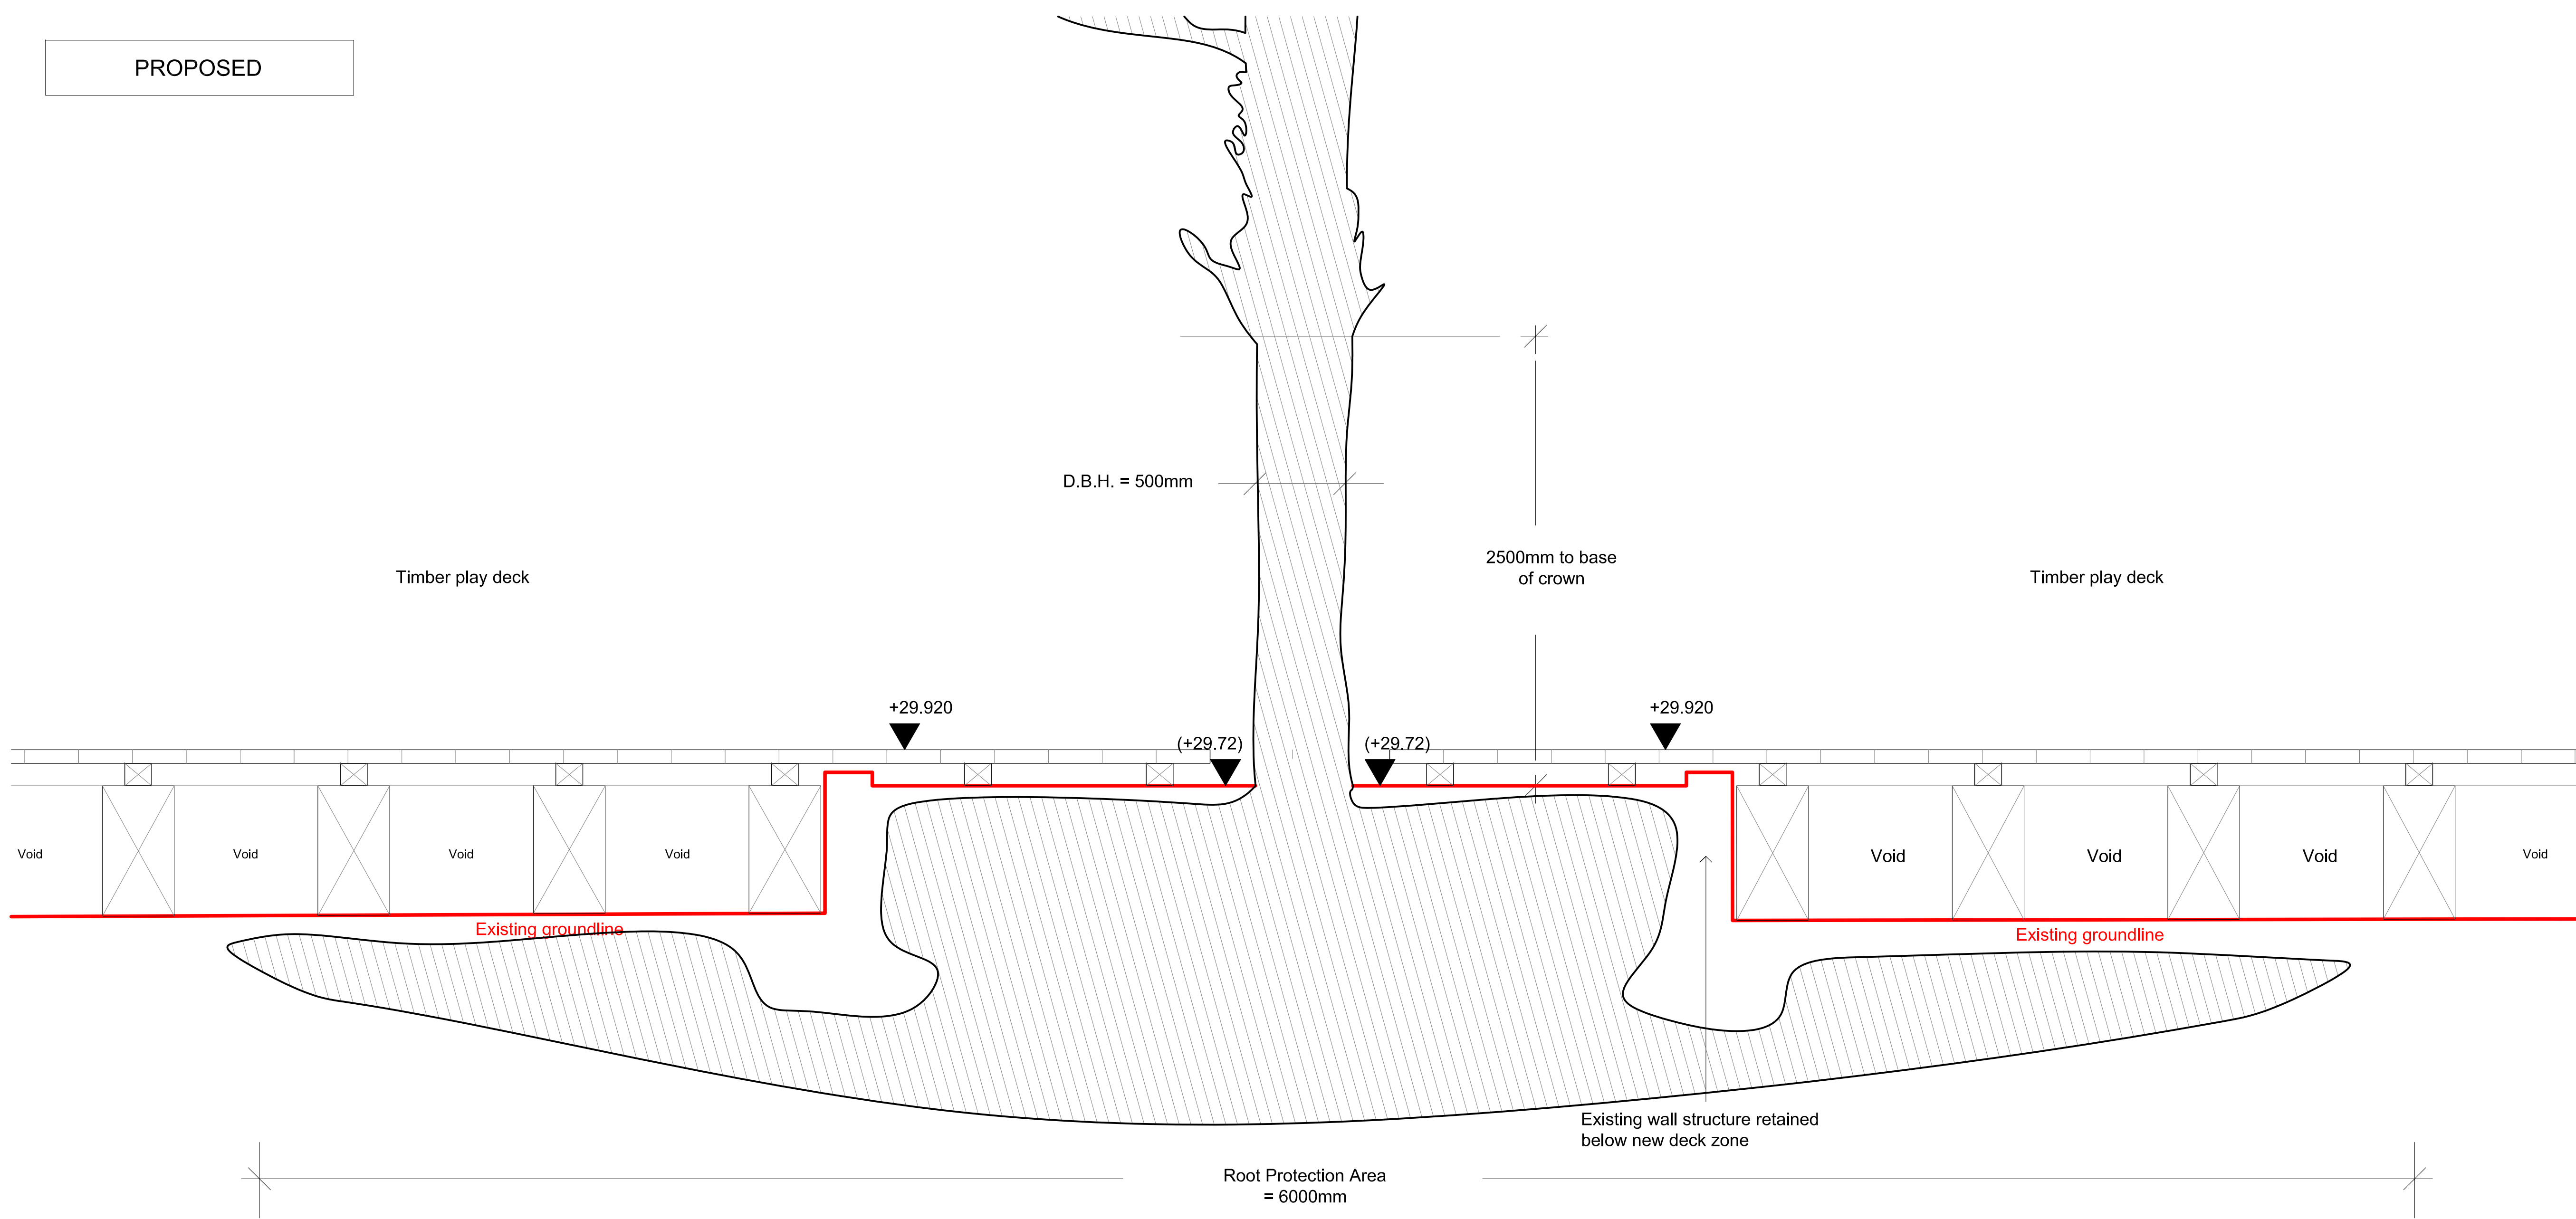 PROPOSED
D.B.H. = 500mm
2500mm to base
of crown
Timber play deck
Timber play deck
+29.920
+29.920
(+29.72)
(+29.72)
Void
Void
Void
Void
Void
Void
Void
Void
Existing groundline
Existing groundline
Existing wall structure retained
below new deck zone
Root Protection Area
= 6000mm